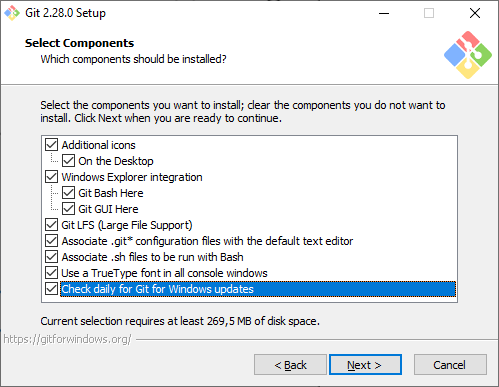 Git 2.28.0 Setup
Select Components
Which components should be installed?
Select the components you want to install; clear the components you do not want to
install. Click Next when you are ready to continue.
Additional icons
On the Desktop
Windows Explorer integration
Git Bash Here
Git GUI Here
Git LFS (Large File Support)
Associate .git* configuration files with the default text editor
Associate .sh files to be run with Bash
Use a TrueType font in all console windows
Check daily for Git for Windows updates
Current selection requires at least 269,5 MB of disk space.
https://gitforwindows.org/
< Back
Next >
Cancel